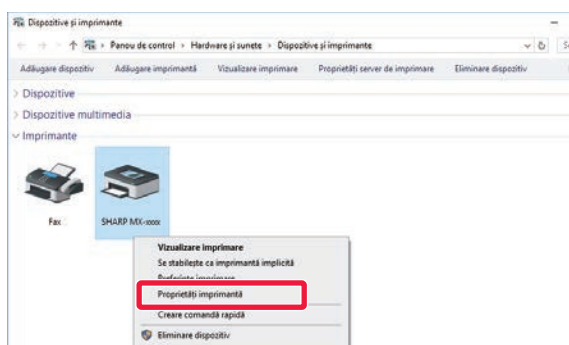 Dispozitive și imprimante
Panou de control › Hardware și sunete › Dispozitive și imprimante
Adăugare dispozitiv Adăugare imprimantă Vizualizare imprimare Proprietăți server de imprimare Eliminare dispozitiv
Dispozitive
Dispozitive multimedia
Imprimante
Fax SHARP MX-xxxx
Vizualizare imprimare
Se stabilește ca imprimantă implicită
Preferințe imprimare
Proprietăți imprimantă
Creare comandă rapidă
Eliminare dispozitiv